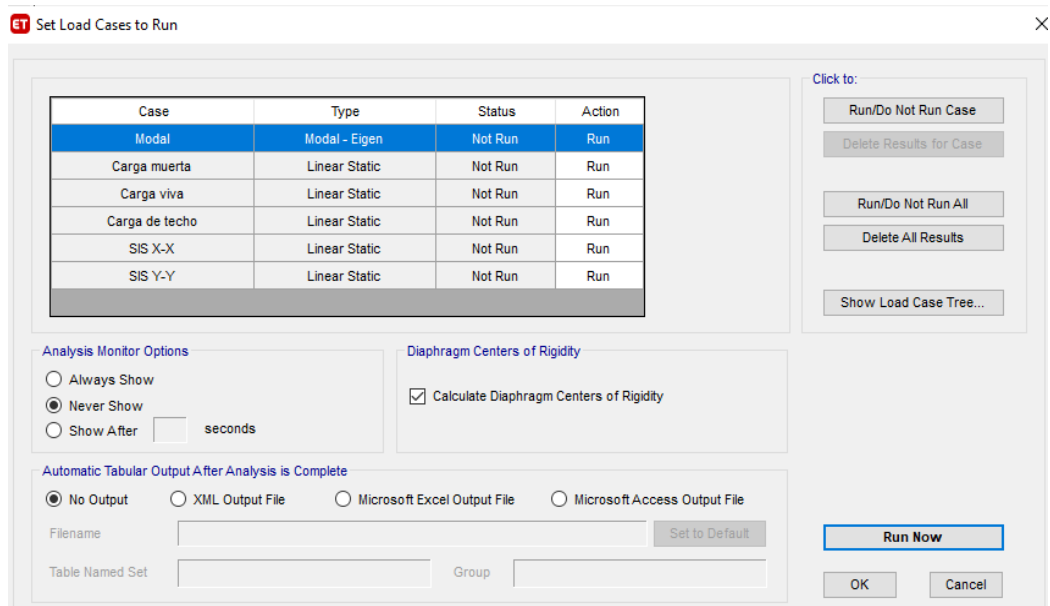 ET Set Load Cases to Run
Click to:
Case Type Status Action
Modal Modal - Eigen Not Run Run
Carga muerta Linear Static Not Run Run
Carga viva Linear Static Not Run Run
Carga de techo Linear Static Not Run Run
SIS X-X Linear Static Not Run Run
SIS Y-Y Linear Static Not Run Run
Run/Do Not Run Case
Delete Results for Case
Run/Do Not Run All
Delete All Results
Show Load Case Tree...
Analysis Monitor Options
Always Show
Never Show
Show After seconds
Diaphragm Centers of Rigidity
Calculate Diaphragm Centers of Rigidity
Automatic Tabular Output After Analysis is Complete
No Output XML Output File Microsoft Excel Output File Microsoft Access Output File
Filename Set to Default
Table Named Set Group
Run Now
OK Cancel